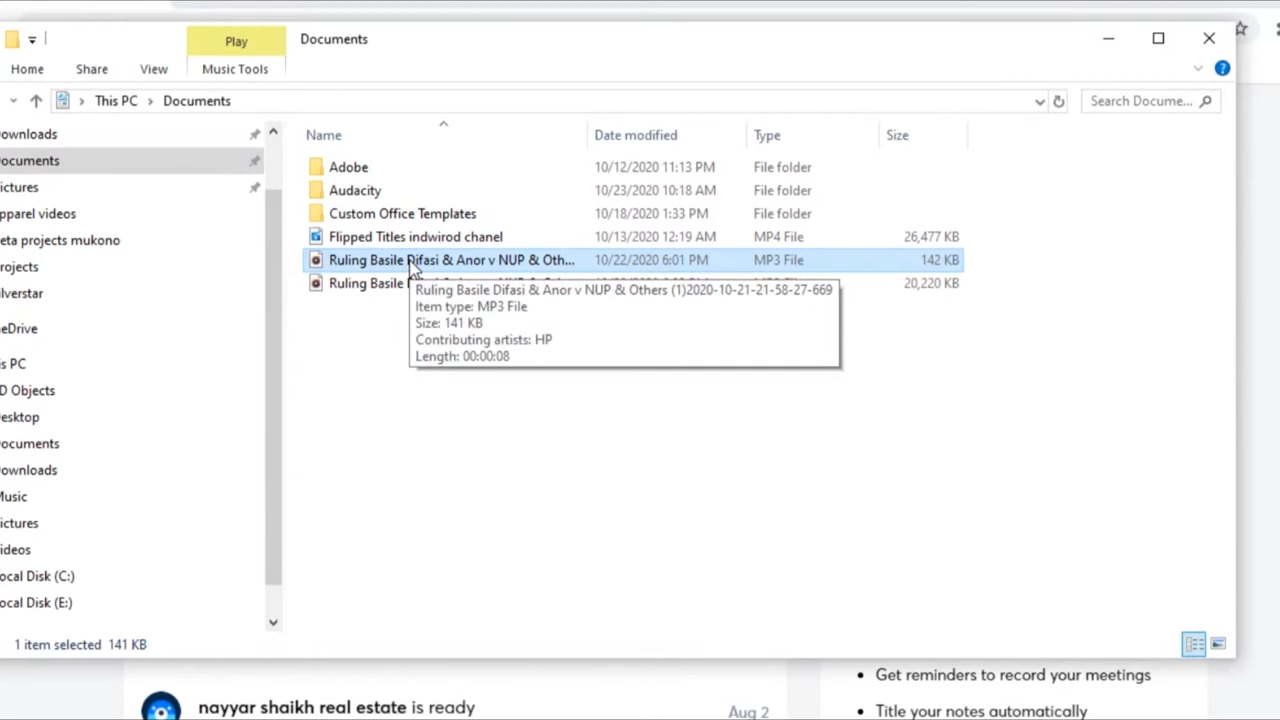 Play
Documents
Home
Share
View
Music Tools
This PC
Documents
Search Docume...
ownloads
ocuments
ictures
pparel videos
eta projects mukono
rojects
ilverstar
neDrive
is PC
D Objects
esktop
ocuments
ownloads
Music
ictures
ideos
ocal Disk (C:)
ocal Disk (E:)
Name Date modified Type Size
Adobe 10/12/2020 11:13 PM File folder
Audacity 10/23/2020 10:18 AM File folder
Custom Office Templates 10/18/2020 1:33 PM File folder
Flipped Titles indwirod chanel 10/13/2020 12:19 AM MP4 File 26,477 KB
Ruling Basile Difasi & Anor v NUP & Oth... 10/22/2020 6:01 PM MP3 File 142 KB
Ruling Basile 20,220 KB
Ruling Basile Difasi & Anor v NUP & Others (1)2020-10-21-21-58-27-669
Item type: MP3 File
Size: 141 KB
Contributing artists: HP
Length: 00:00:08
1 item selected 141 KB
nayyar shaikh real estate is ready
Aug 2
Get reminders to record your meetings
Title your notes automatically